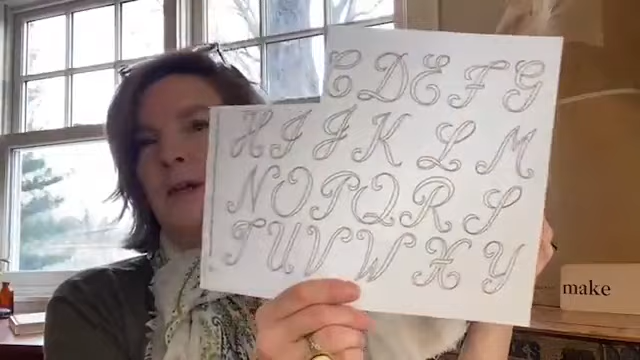 C D E F G
H I J K L M
N O P Q R S
T U V W X Y
make